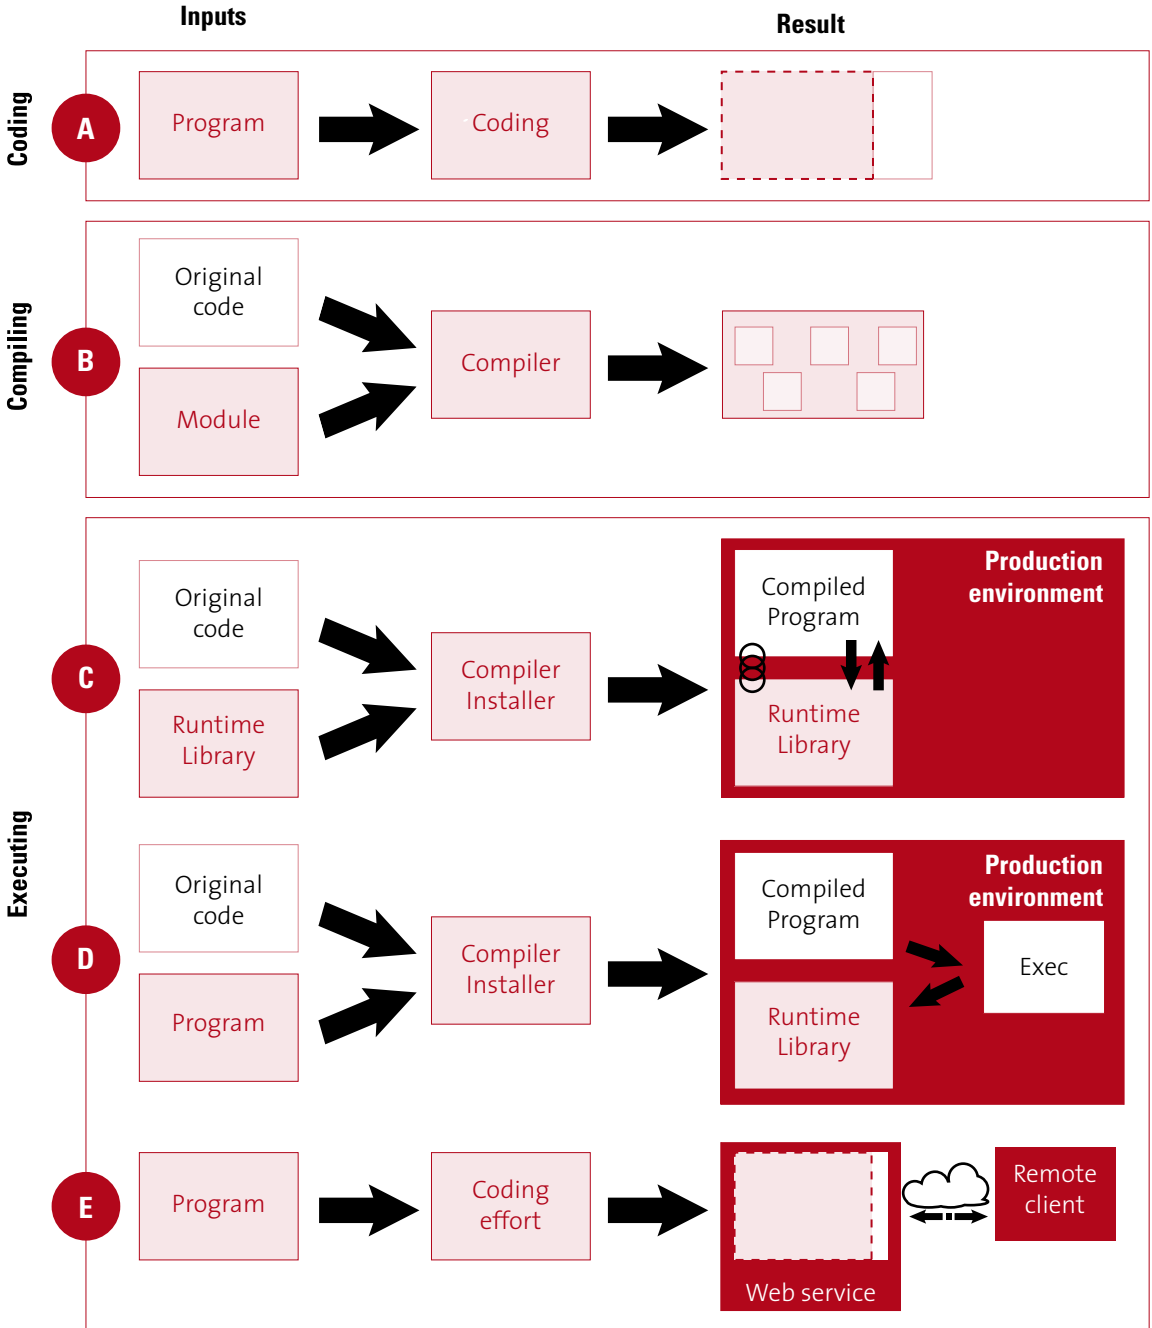 Inputs
Result
Coding
A
Program
Coding
Compiling
B
Original
code
Module
Compiler
Executing
C
Original
code
Runtime
Library
Compiler
Installer
Compiled
Program
Runtime
Library
Production
environment
D
Original
code
Program
Compiler
Installer
Compiled
Program
Runtime
Library
Production
environment
Exec
E
Program
Coding
effort
Web service
Remote
client